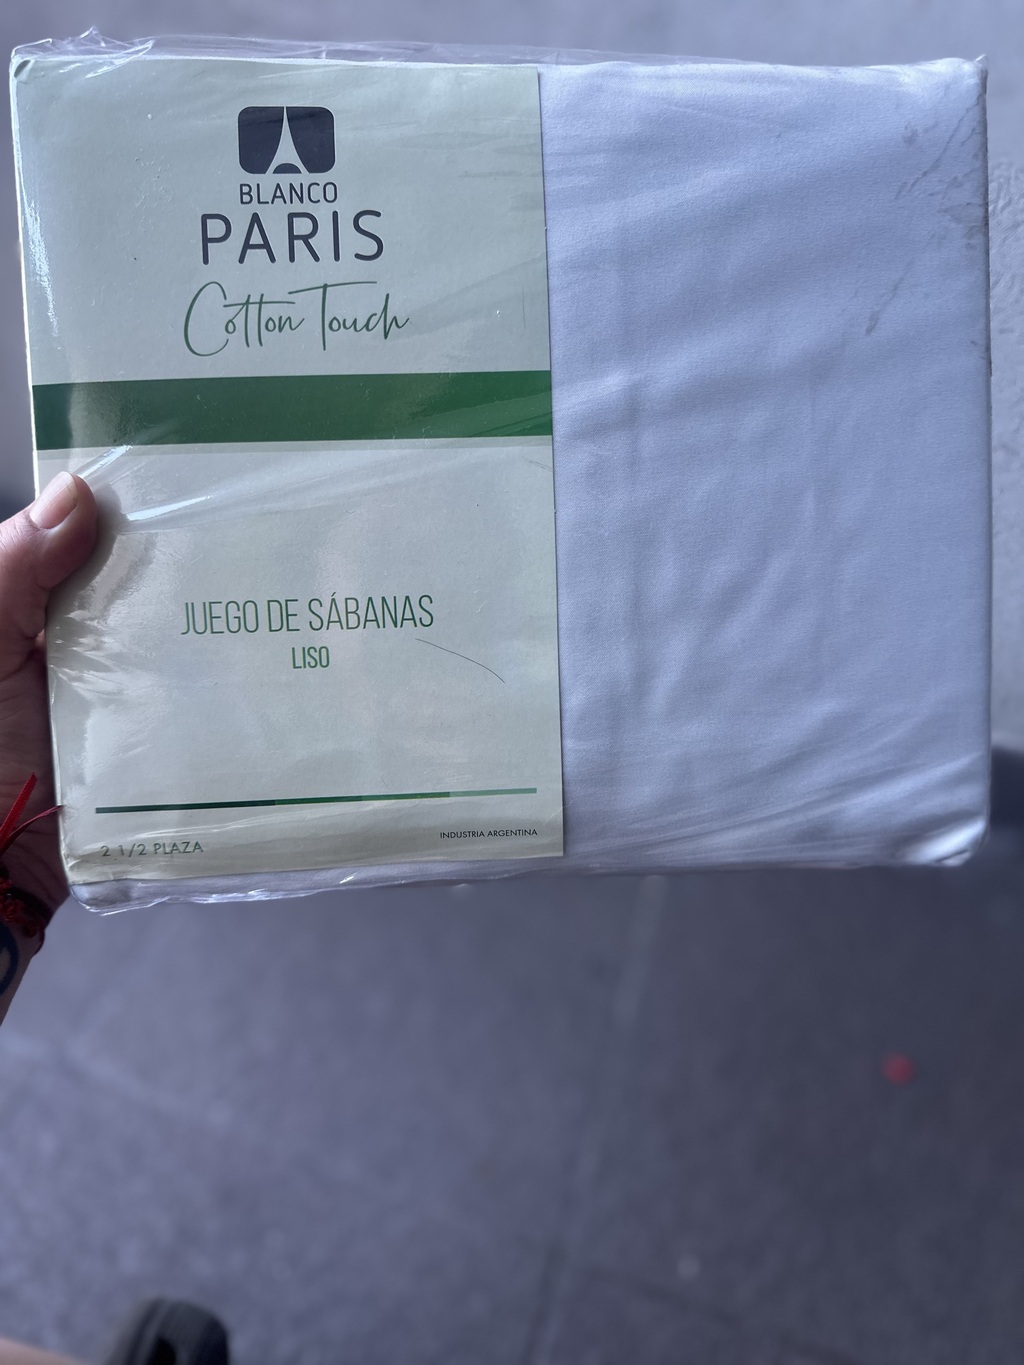 BLANCO
PARIS
Cotton Touch
JUEGO DE SÁBANAS
LISO
INDUSTRIA ARGENTINA
2 1/2 PLAZA